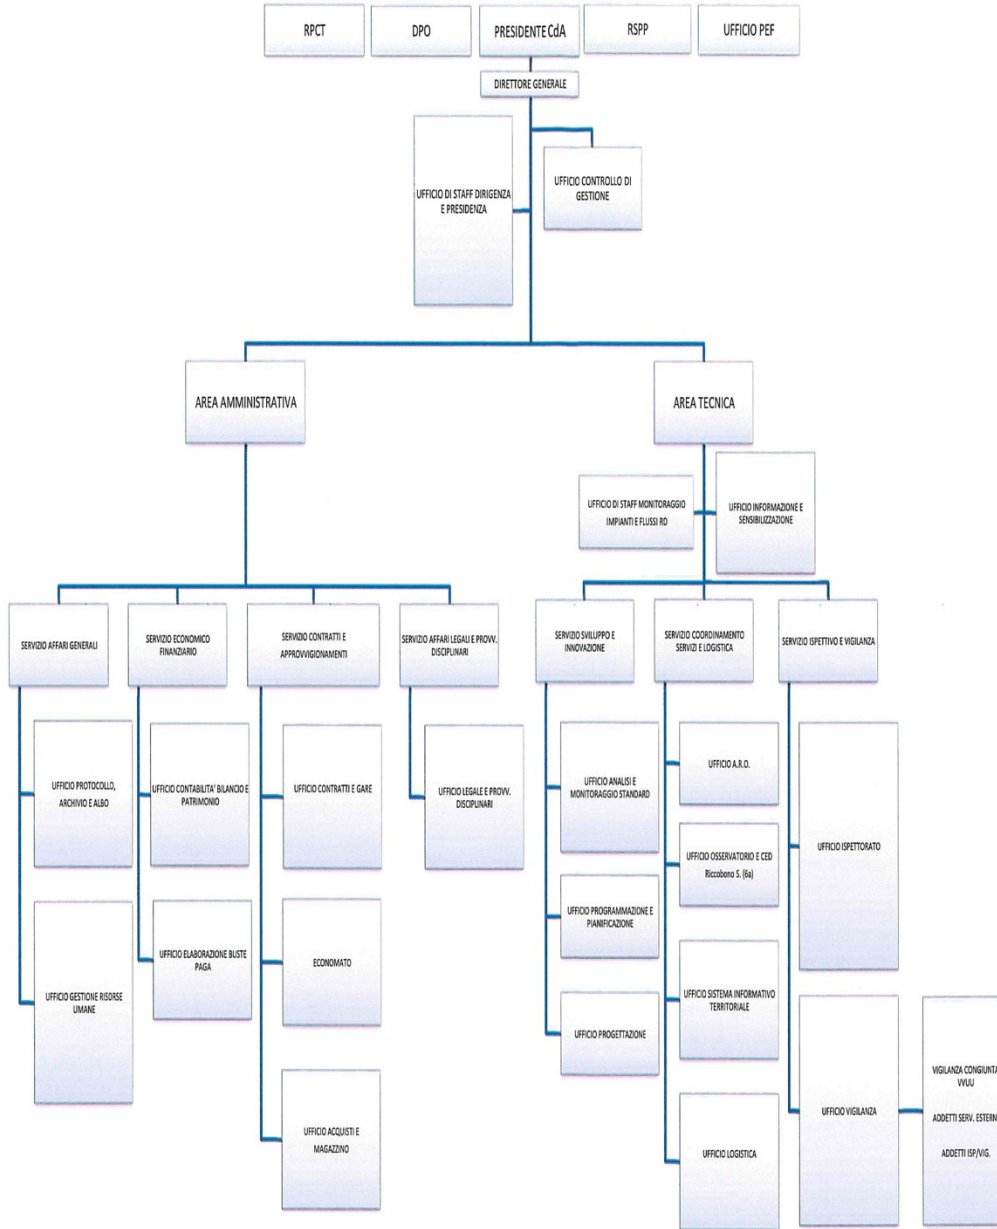 RPCT
DPO
PRESIDENTE CdA
RSPP
UFFICIO PEF
DIRETTORE GENERALE
UFFICIO DI STAFF DIRIGENZA
E PRESIDENZA
UFFICIO CONTROLLO DI
GESTIONE
AREA AMMINISTRATIVA
AREA TECNICA
UFFICIO DI STAFF MONITORAGGIO
IMPIANTI E FLUSSI RD
UFFICIO INFORMAZIONE E
SENSIBILIZZAZIONE
SERVIZIO AFFARI GENERALI
SERVIZIO ECONOMICO
FINANZIARIO
SERVIZIO CONTRATTI E
APPROVVIGIONAMENTI
SERVIZIO AFFARI LEGALI E PROVV.
DISCIPLINARI
SERVIZIO SVILUPPO E
INNOVAZIONE
SERVIZIO COORDINAMENTO
SERVIZI E LOGISTICA
SERVIZIO ISPETTIVO E VIGILANZA
UFFICIO PROTOCOLLO,
ARCHIVIO E ALBO
UFFICIO CONTABILITA' BILANCIO E
PATRIMONIO
UFFICIO CONTRATTI E GARE
UFFICIO LEGALE E PROVV.
DISCIPLINARI
UFFICIO ANALISI E
MONITORAGGIO STANDARD
UFFICIO A.R.O.
UFFICIO OSSERVATORIO E CED
Riccobono S. (6a)
UFFICIO ISPETTORATO
UFFICIO GESTIONE RISORSE
UMANE
UFFICIO ELABORAZIONE BUSTE
PAGA
ECONOMATO
UFFICIO PROGRAMMAZIONE E
PIANIFICAZIONE
UFFICIO SISTEMA INFORMATIVO
TERRITORIALE
UFFICIO PROGETTAZIONE
UFFICIO ACQUISTI E
MAGAZZINO
UFFICIO LOGISTICA
UFFICIO VIGILANZA
VIGILANZA CONGIUNTA
VVUU
ADDETTI SERV. ESTERN
ADDETTI ISP/VIG.